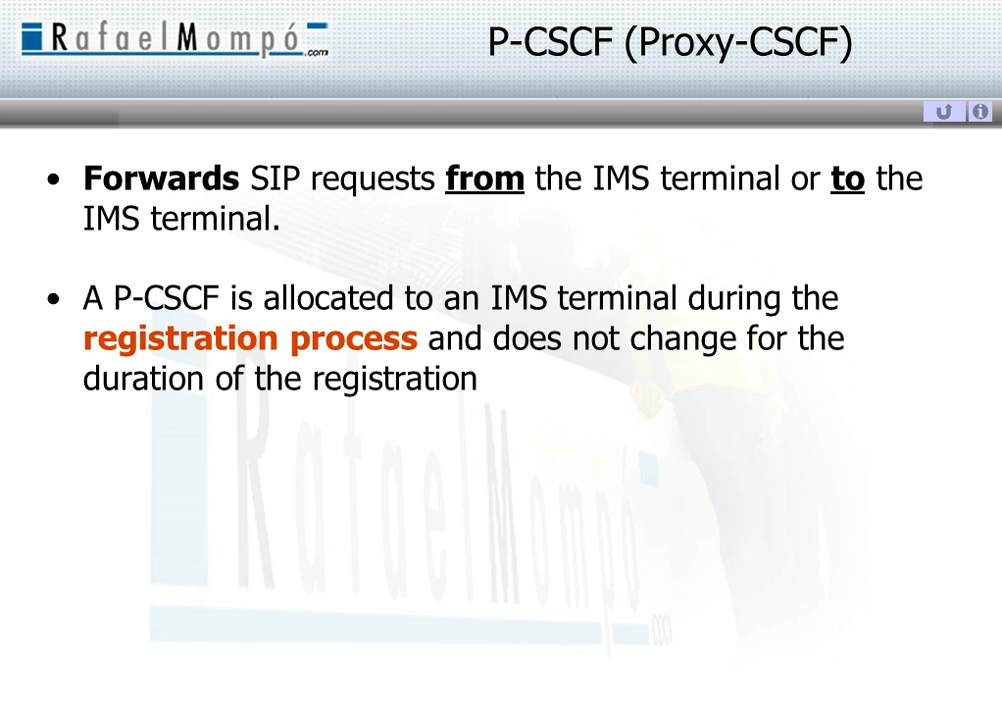 RafaelMompó.com
P-CSCF (Proxy-CSCF)
• Forwards SIP requests from the IMS terminal or to the
IMS terminal.
• A P-CSCF is allocated to an IMS terminal during the
registration process and does not change for the
duration of the registration
RafaelMompó
.com